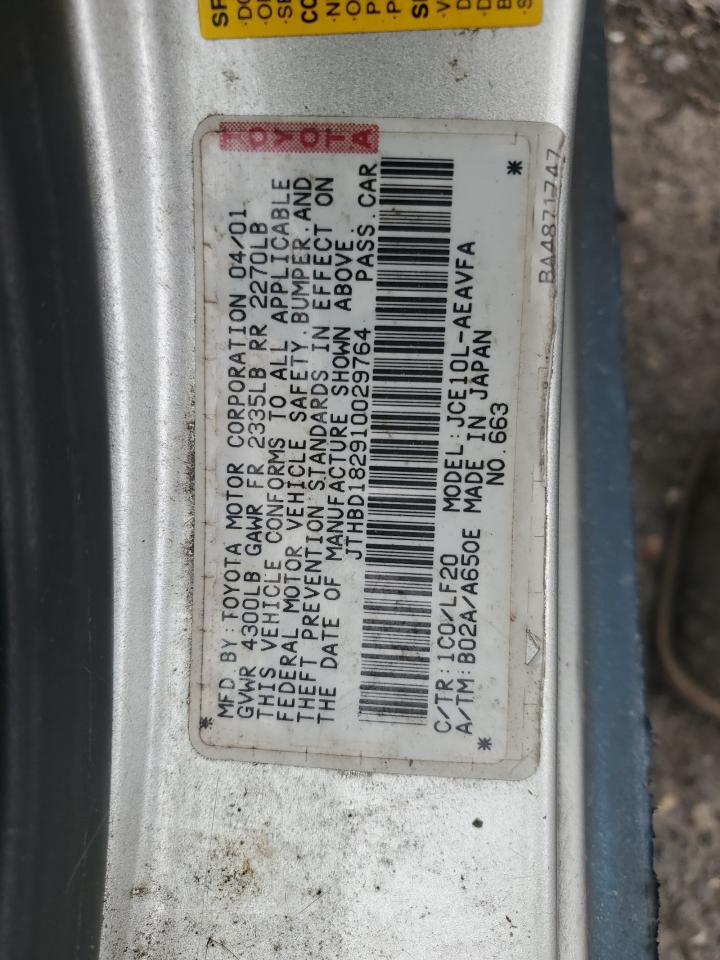 TOYOTA
MFD BY: TOYOTA MOTOR CORPORATION 04/01
GVWR 4300LB GAWR FR 2335LB RR 2270LB
THIS VEHICLE CONFORMS TO ALL APPLICABLE
FEDERAL MOTOR VEHICLE SAFETY, BUMPER, AND
THEFT PREVENTION STANDARDS IN EFFECT ON
THE DATE OF MANUFACTURE SHOWN ABOVE.
JTHBD182910029764 PASS. CAR
C/TR: 1C0/LF20 MODEL: JCE10L-AEAVFA
A/TM: B02A/A650E MADE IN JAPAN
NO. 663
BA4871747